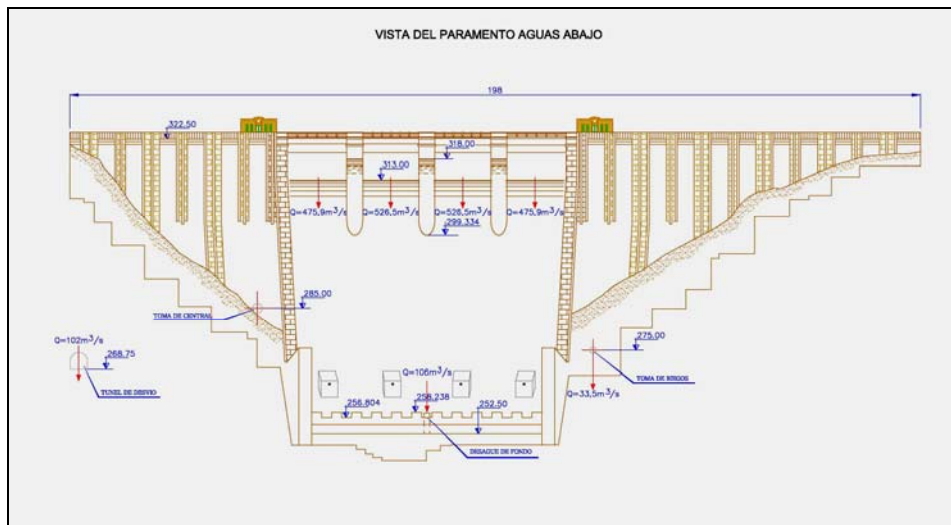 VISTA DEL PARAMENTO AGUAS ABAJO
198
322.50
318.00
313.00
Q=475,9m³/s
Q=526,5m³/s
Q=526,5m³/s
Q=475,9m³/s
299.334
285.00
TOMA DE CENTRAL
275.00
Q=102m³/s
268.75
TUNEL DE DESVIO
TOMA DE RIEGOS
Q=106m³/s
Q=33,5m³/s
256.804
258.238
252.50
DESAGUE DE FONDO